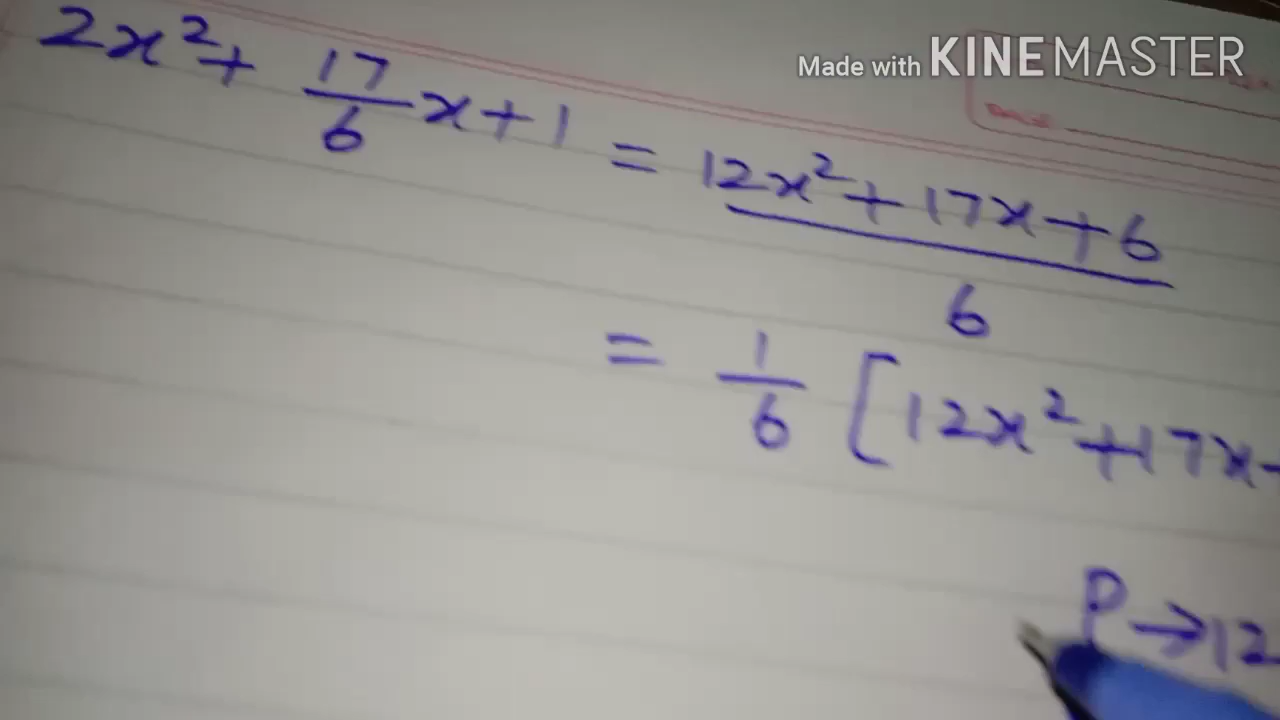 Made with KINEMASTER
2x² + 17/6 x + 1 = 12x² + 17x + 6 / 6
= 1/6 [12x² + 17x +
P → 12